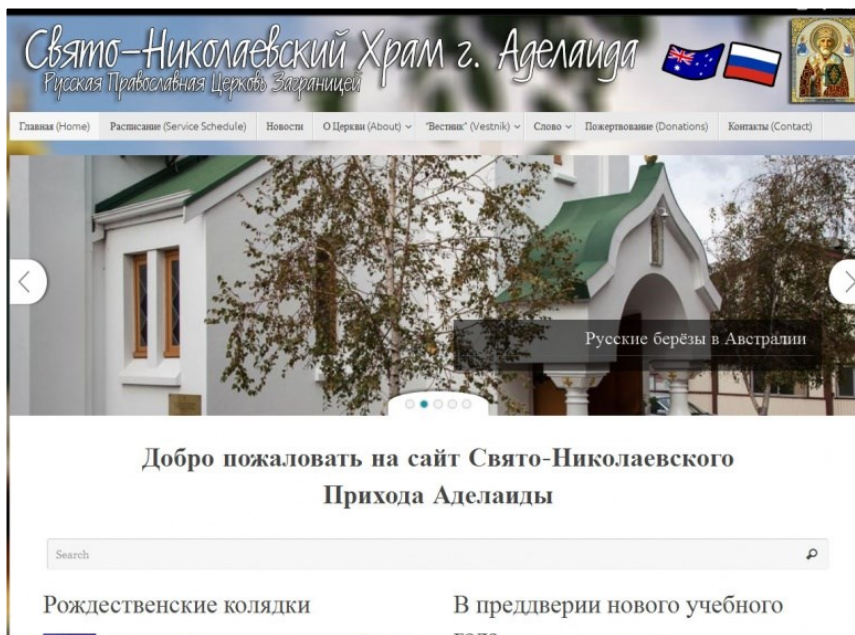 Свято-Николаевский Храм г. Аделаида
Русская Православная Церковь Заграницей
Главная (Home) Расписание (Service Schedule) Новости О Церкви (About) "Вестник" (Vestnik) Слово Пожертвование (Donations) Контакты (Contact)
Русские берёзы в Австралии
Добро пожаловать на сайт Свято-Николаевского
Прихода Аделаиды
Search
Рождественские колядки
В преддверии нового учебного